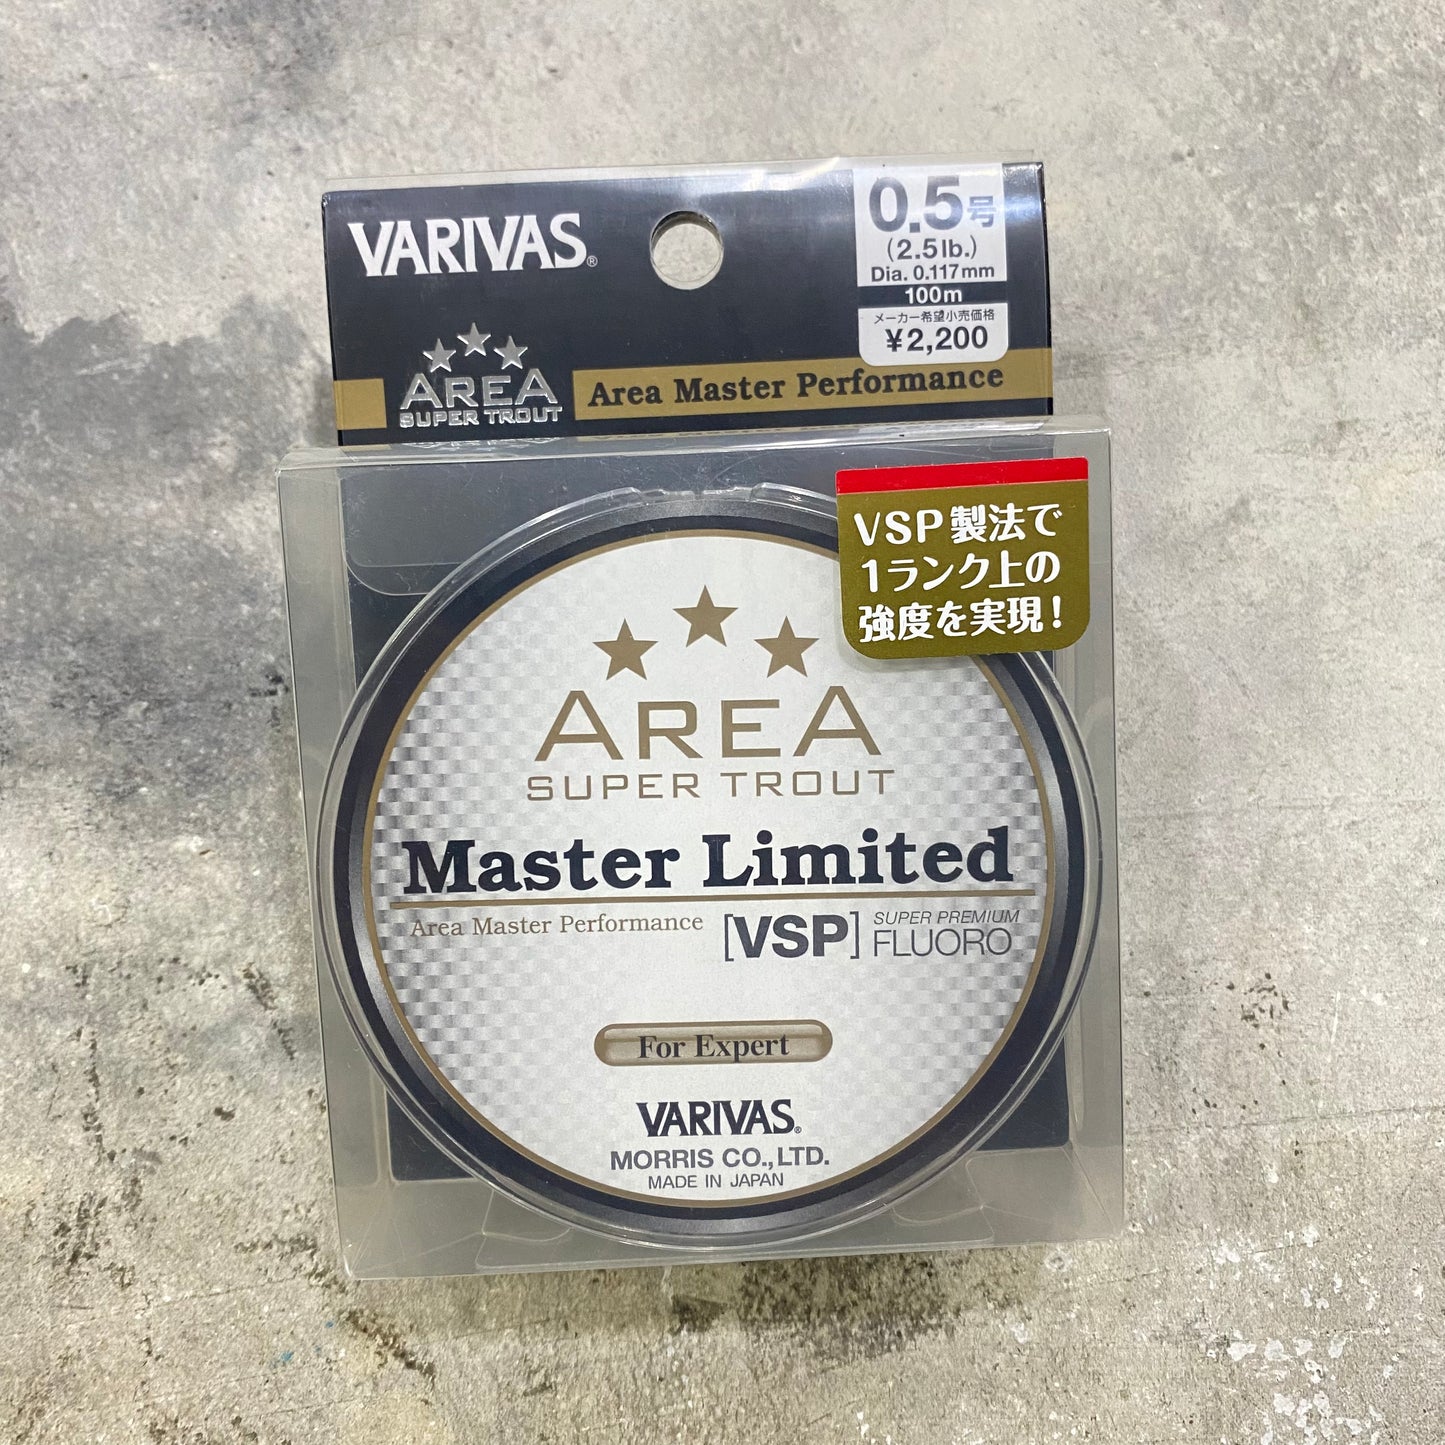 VARIVAS®
0.5号
(2.5lb.)
Dia. 0.117mm
100m
メーカー希望小売価格
¥2,200
AREA
SUPER TROUT
Area Master Performance
VSP製法で
1ランク上の
強度を実現!
AREA
SUPER TROUT
Master Limited
Area Master Performance [VSP] SUPER PREMIUM
FLUORO
For Expert
VARIVAS®
MORRIS CO.,LTD.
MADE IN JAPAN